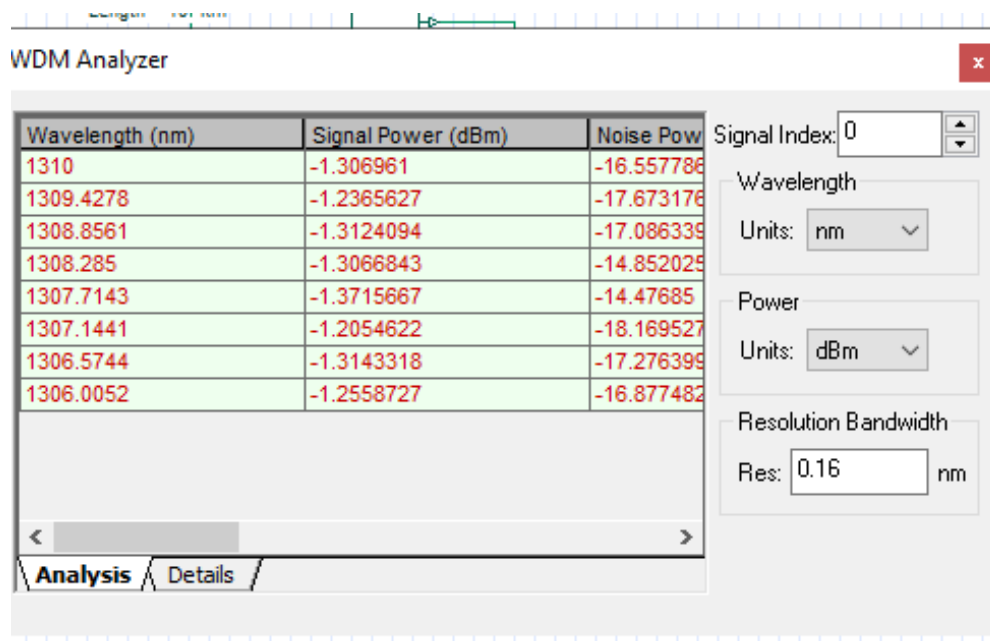 WDM Analyzer
x
Wavelength (nm) Signal Power (dBm) Noise Pow
1310 -1.306961 -16.557786
1309.4278 -1.2365627 -17.673176
1308.8561 -1.3124094 -17.086339
1308.285 -1.3066843 -14.852025
1307.7143 -1.3715667 -14.47685
1307.1441 -1.2054622 -18.169527
1306.5744 -1.3143318 -17.276399
1306.0052 -1.2558727 -16.877482
Analysis Details
Signal Index: 0
Wavelength
Units: nm
Power
Units: dBm
Resolution Bandwidth
Res: 0.16 nm